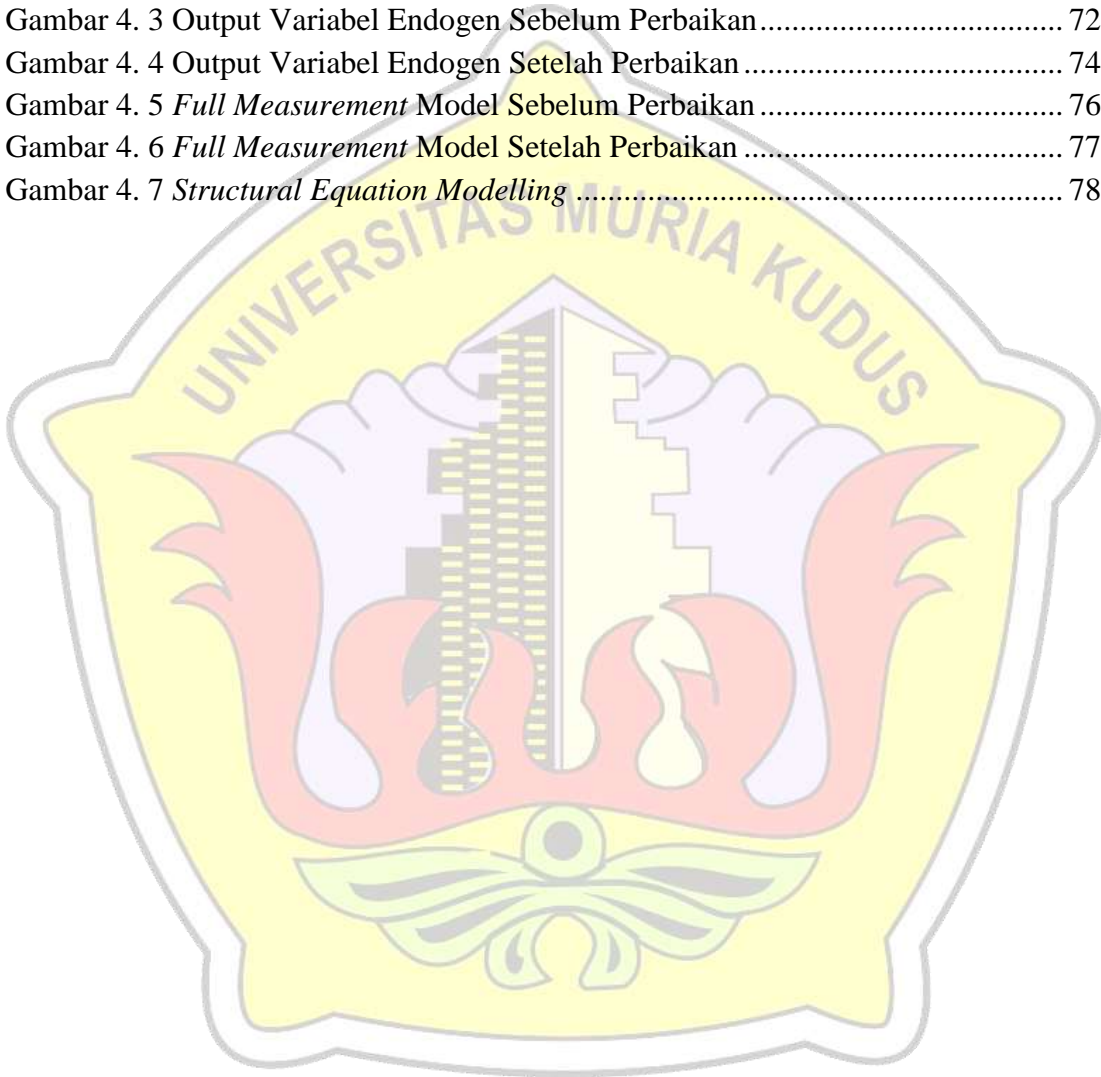 Gambar 4. 3 Output Variabel Endogen Sebelum Perbaikan...................................... 72
Gambar 4. 4 Output Variabel Endogen Setelah Perbaikan........................................ 74
Gambar 4. 5 Full Measurement Model Sebelum Perbaikan...................................... 76
Gambar 4. 6 Full Measurement Model Setelah Perbaikan........................................ 77
Gambar 4. 7 Structural Equation Modelling ............................................................. 78
UNIVERSITAS MURIA KUDUS